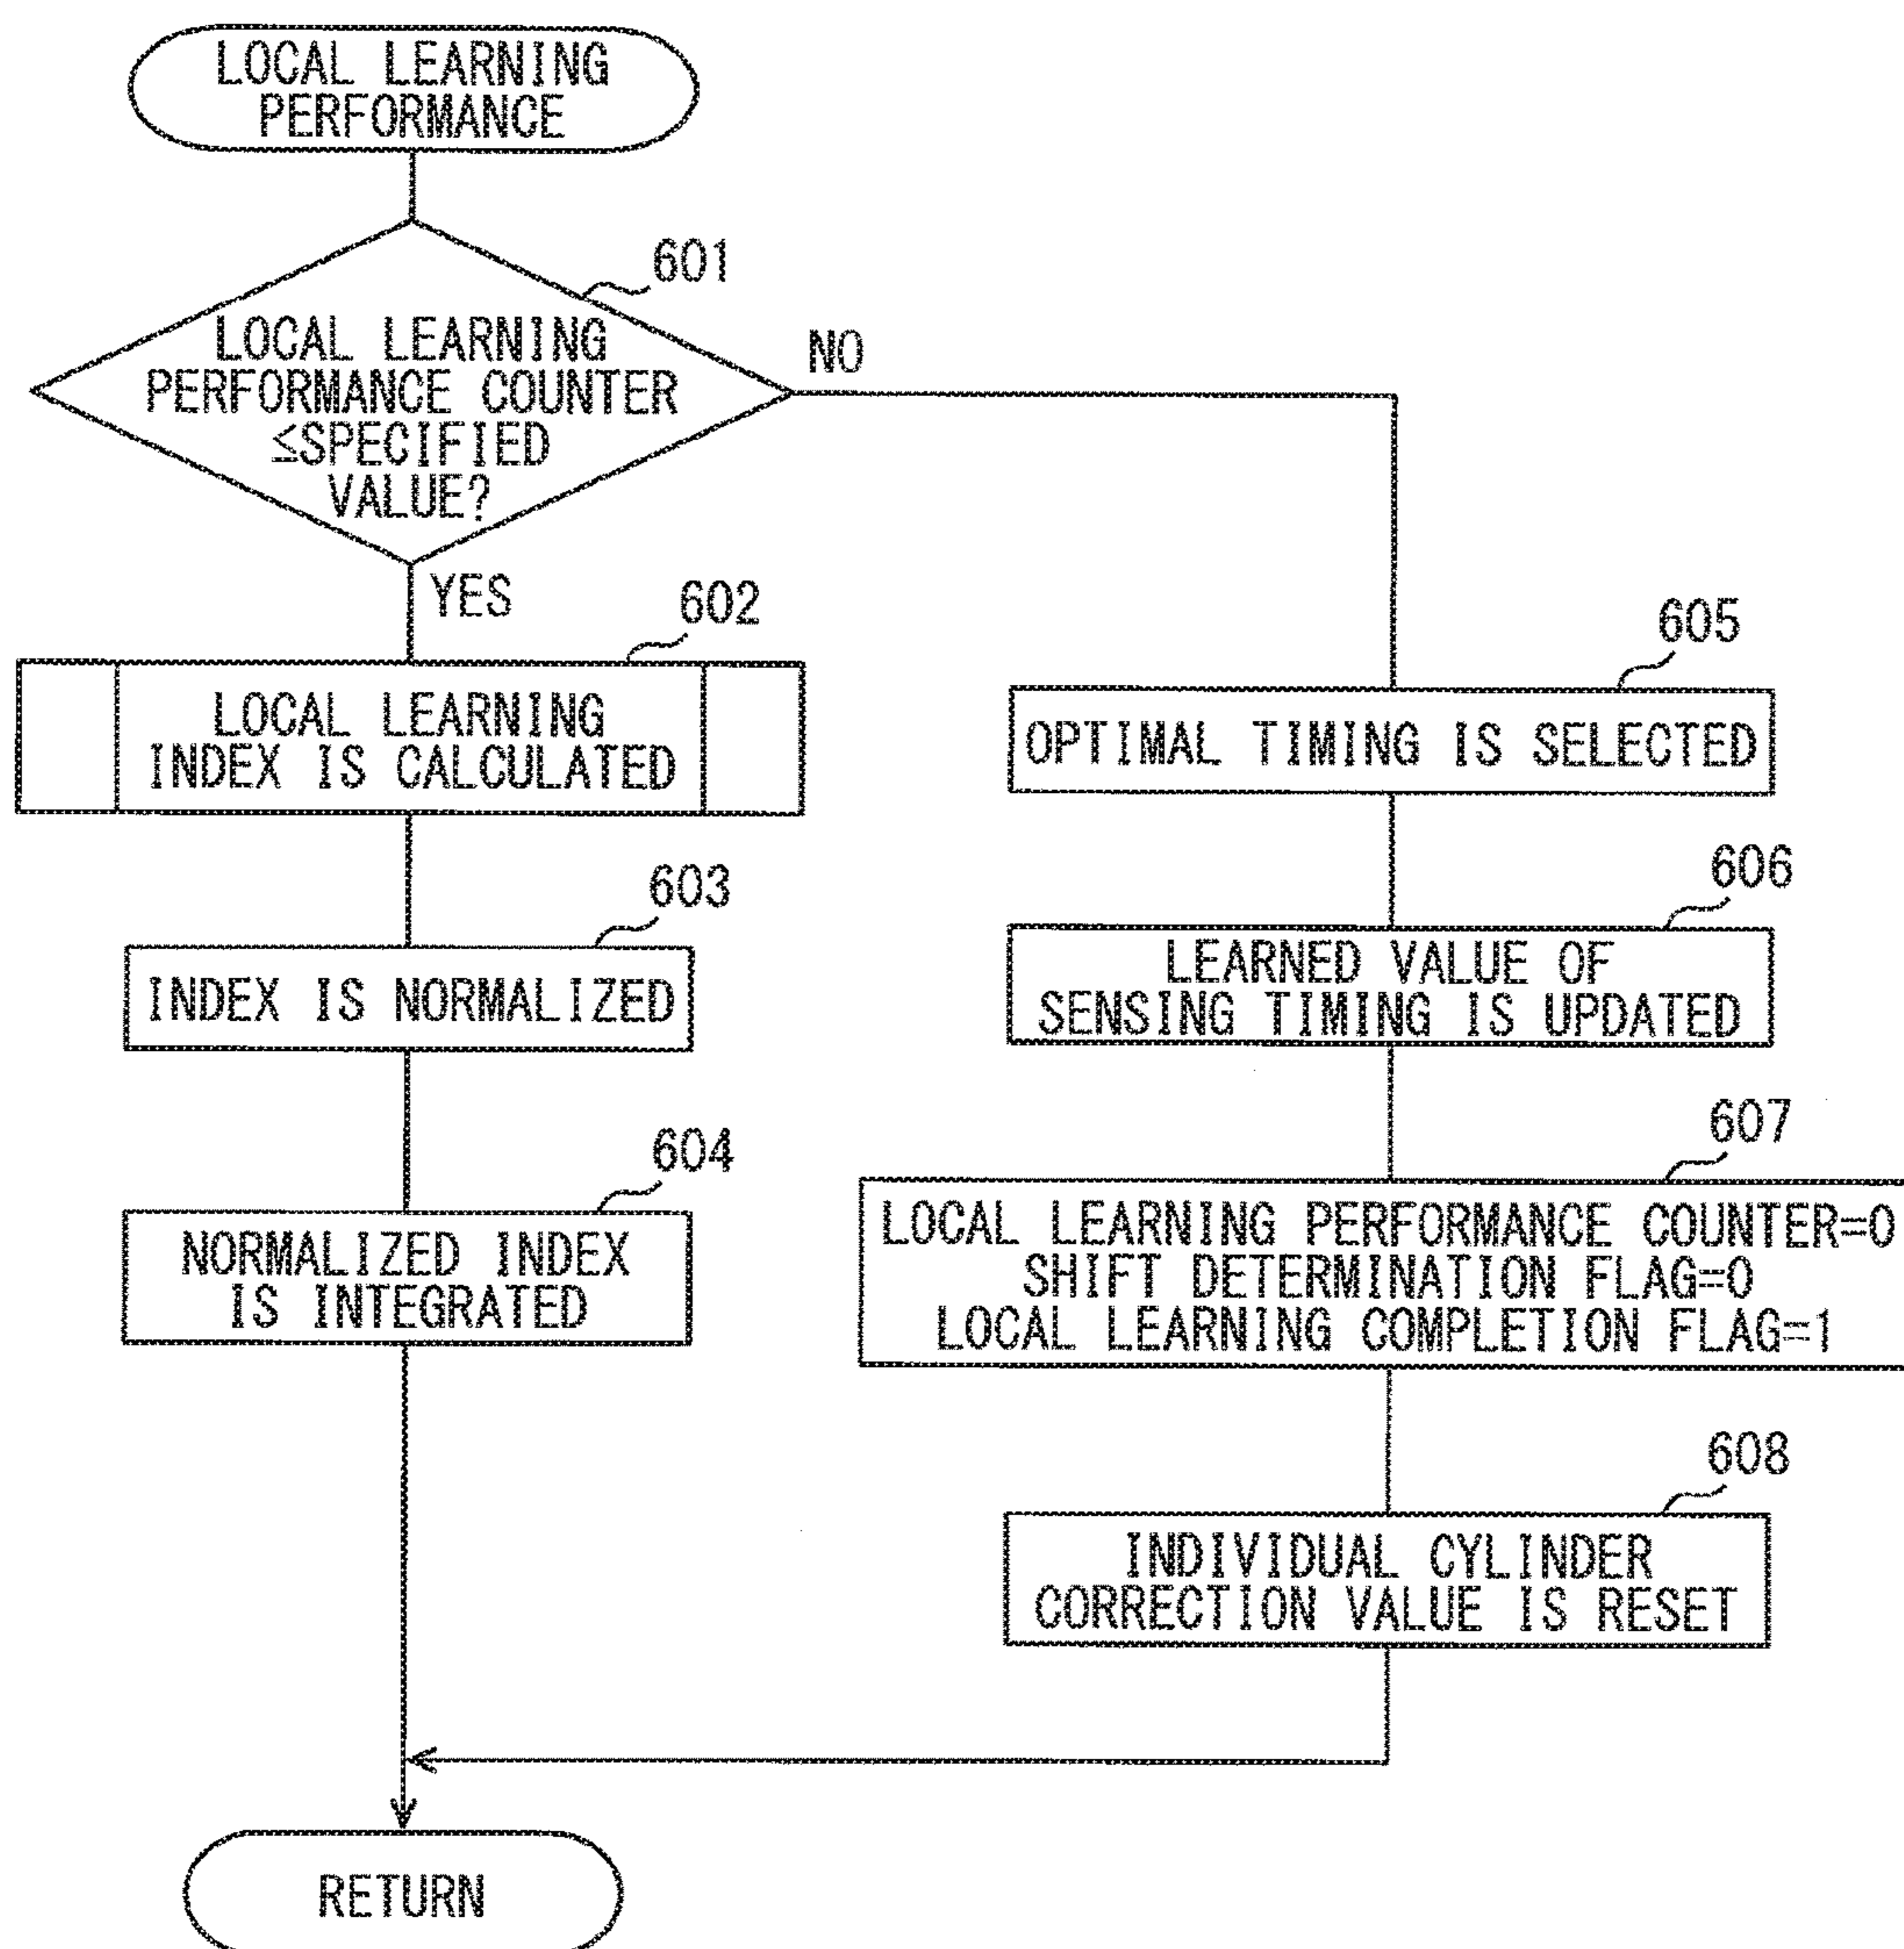 LOCAL LEARNING
PERFORMANCE
601
LOCAL LEARNING
PERFORMANCE COUNTER
≤SPECIFIED
VALUE?
NO
YES
602
LOCAL LEARNING
INDEX IS CALCULATED
603
INDEX IS NORMALIZED
604
NORMALIZED INDEX
IS INTEGRATED
605
OPTIMAL TIMING IS SELECTED
606
LEARNED VALUE OF
SENSING TIMING IS UPDATED
607
LOCAL LEARNING PERFORMANCE COUNTER=0
SHIFT DETERMINATION FLAG=0
LOCAL LEARNING COMPLETION FLAG=1
608
INDIVIDUAL CYLINDER
CORRECTION VALUE IS RESET
RETURN